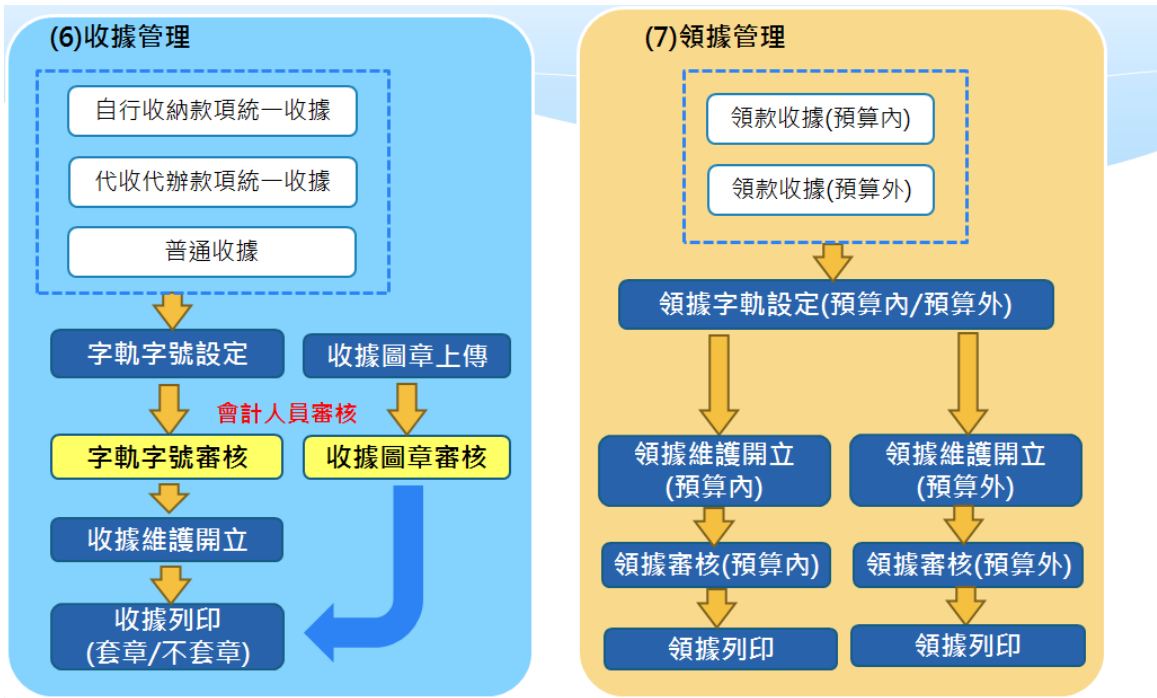 (6)收據管理
自行收納款項統一收據
代收代辦款項統一收據
普通收據
字軌字號設定
收據圖章上傳
會計人員審核
字軌字號審核
收據圖章審核
收據維護開立
收據列印
(套章/不套章)
(7)領據管理
領款收據(預算內)
領款收據(預算外)
領據字軌設定(預算內/預算外)
領據維護開立
(預算內)
領據維護開立
(預算外)
領據審核(預算內)
領據審核(預算外)
領據列印
領據列印